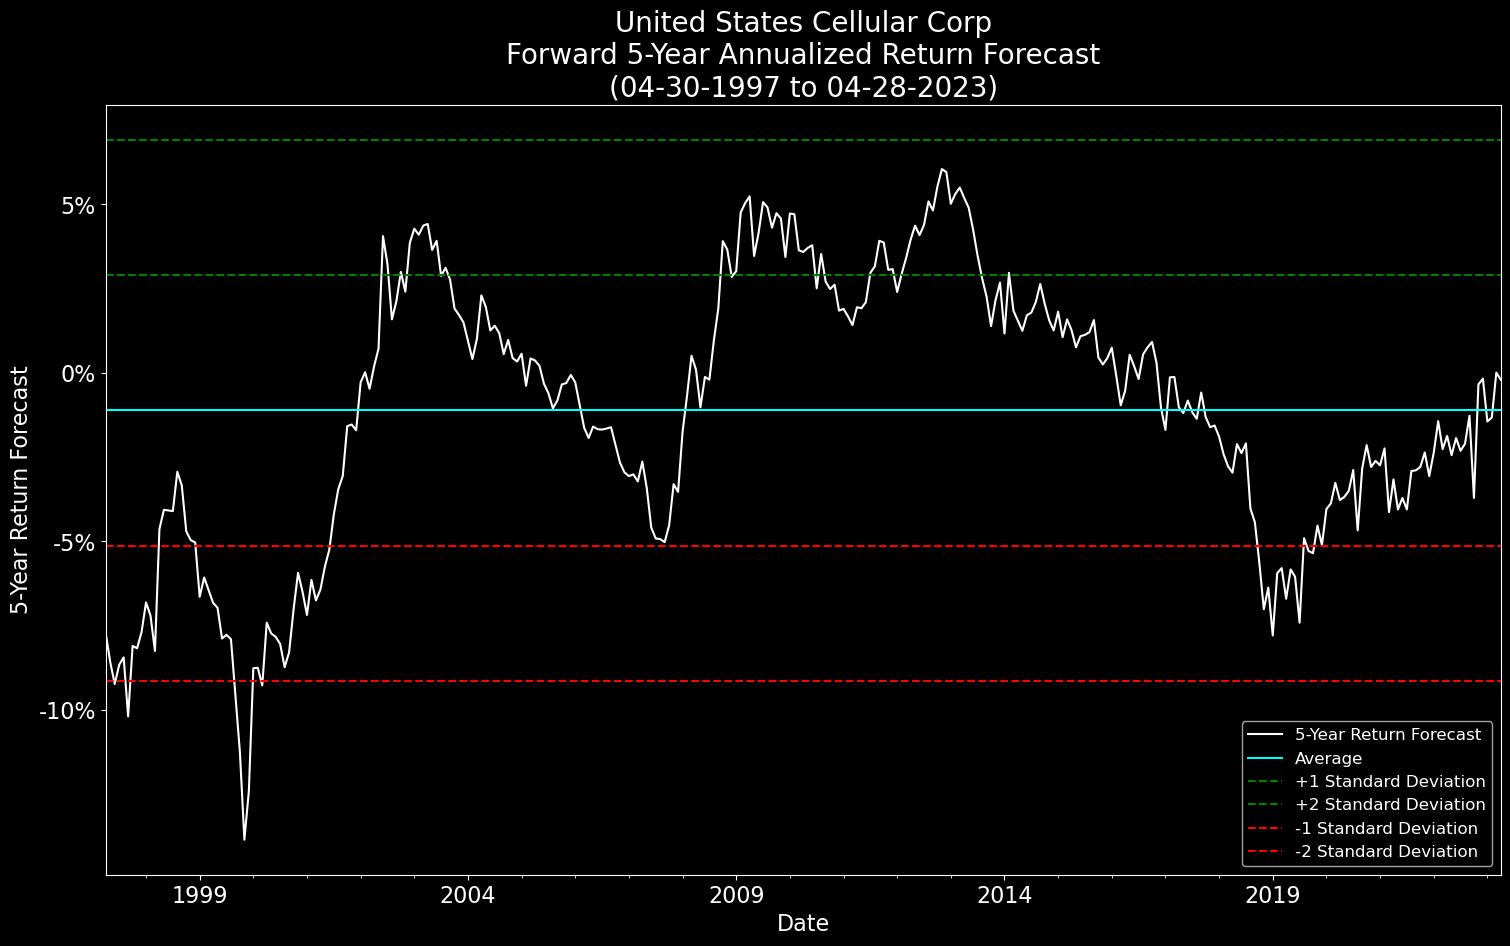 United States Cellular Corp
Forward 5-Year Annualized Return Forecast
(04-30-1997 to 04-28-2023)
5-Year Return Forecast
5%
0%
-5%
-10%
5-Year Return Forecast
Average
+1 Standard Deviation
+2 Standard Deviation
-1 Standard Deviation
-2 Standard Deviation
1999
2004
2009
2014
2019
Date